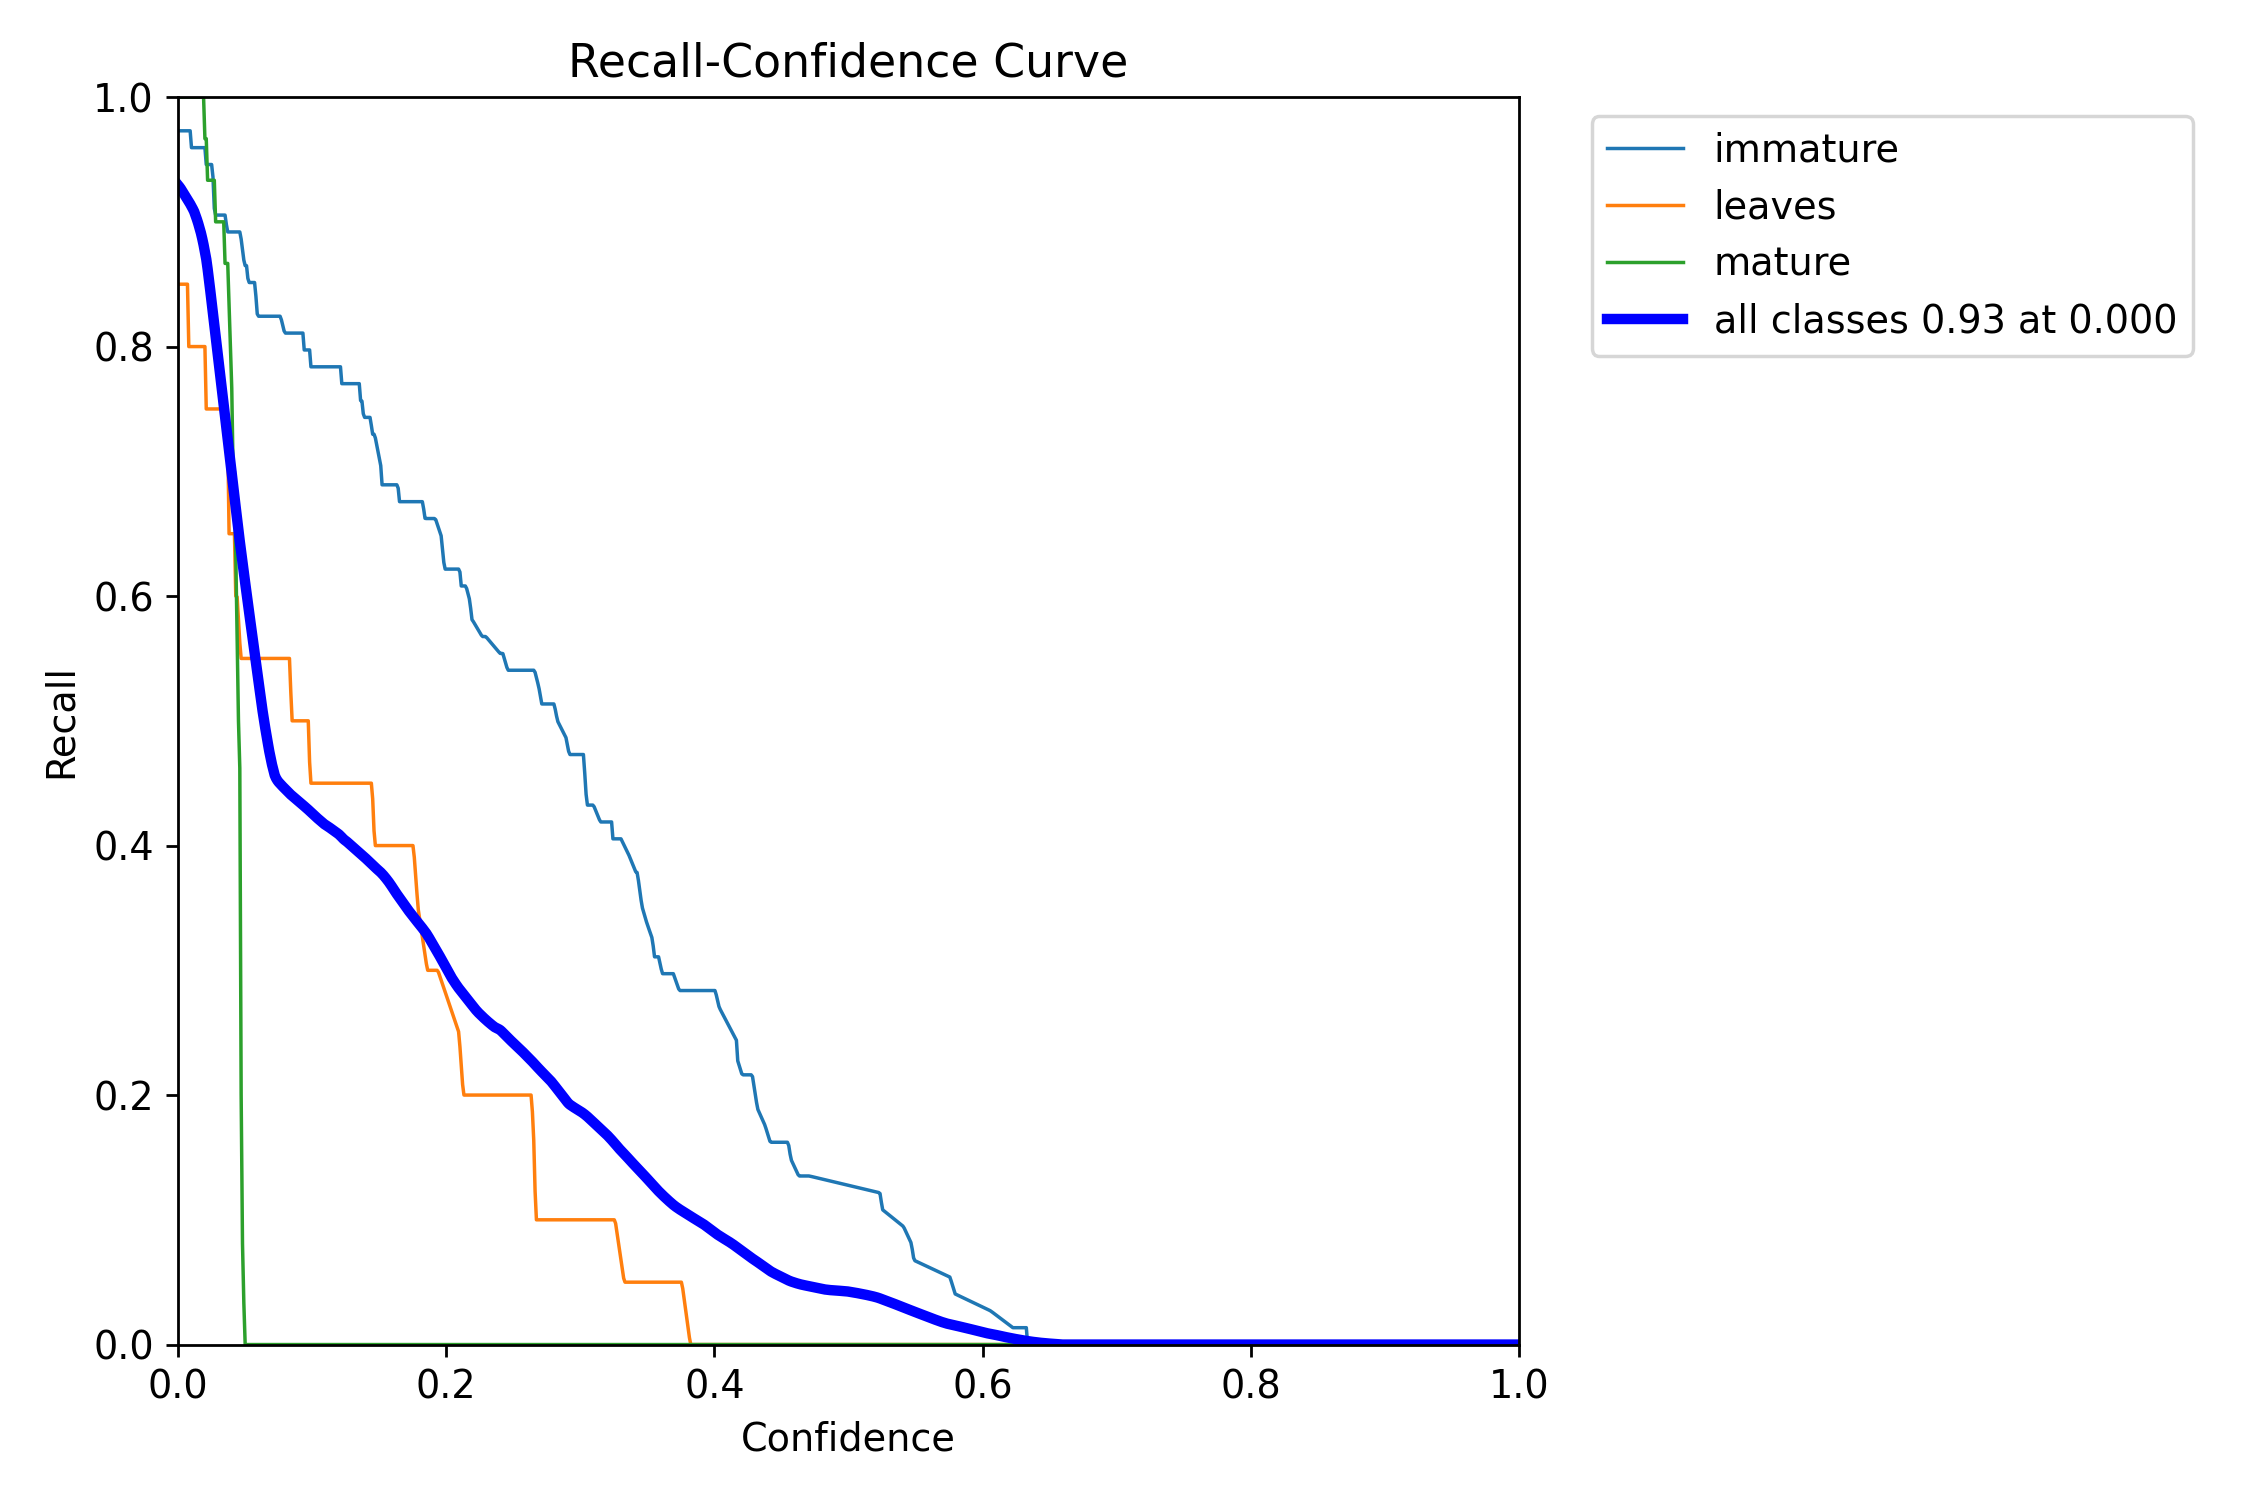 Recall-Confidence Curve
1.0
0.8
0.6
0.4
0.2
0.0
Recall
0.0 0.2 0.4 0.6 0.8 1.0
Confidence
immature
leaves
mature
all classes 0.93 at 0.000